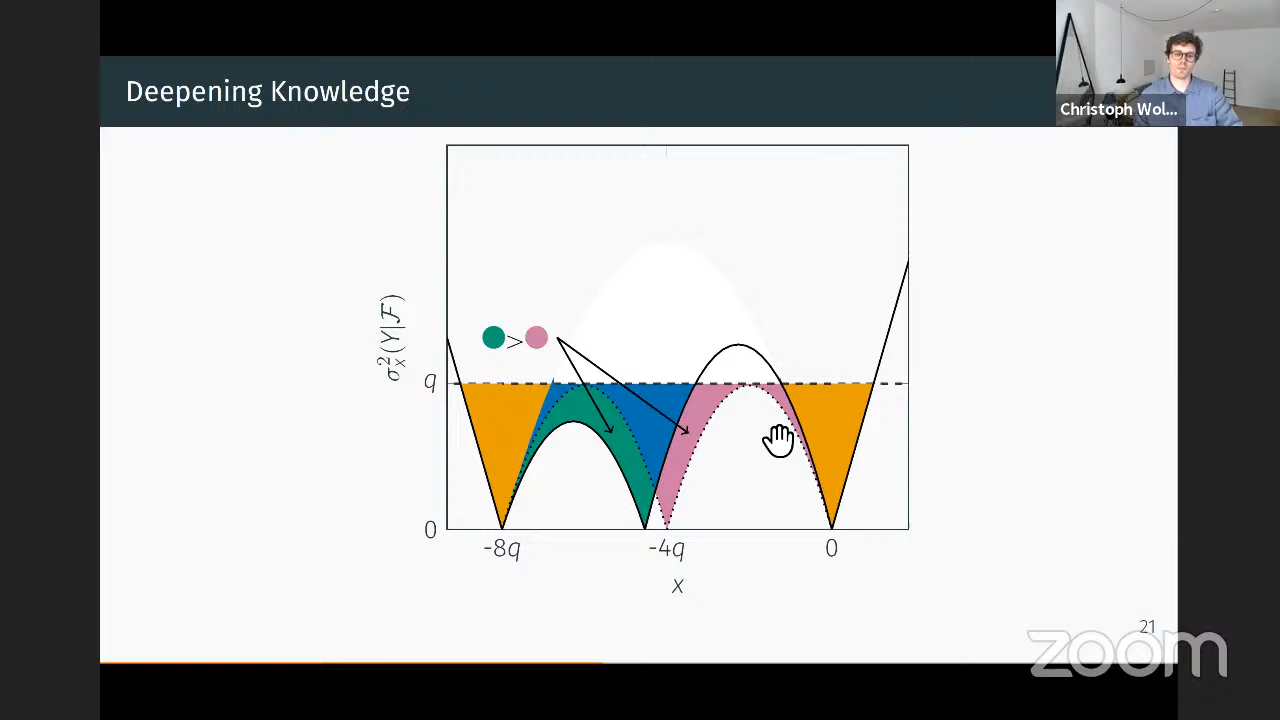 Deepening Knowledge
Christoph Wol...
σ²ₓ(Y|𝓕)
>
q
0
-8q
-4q
0
x
21
zoom